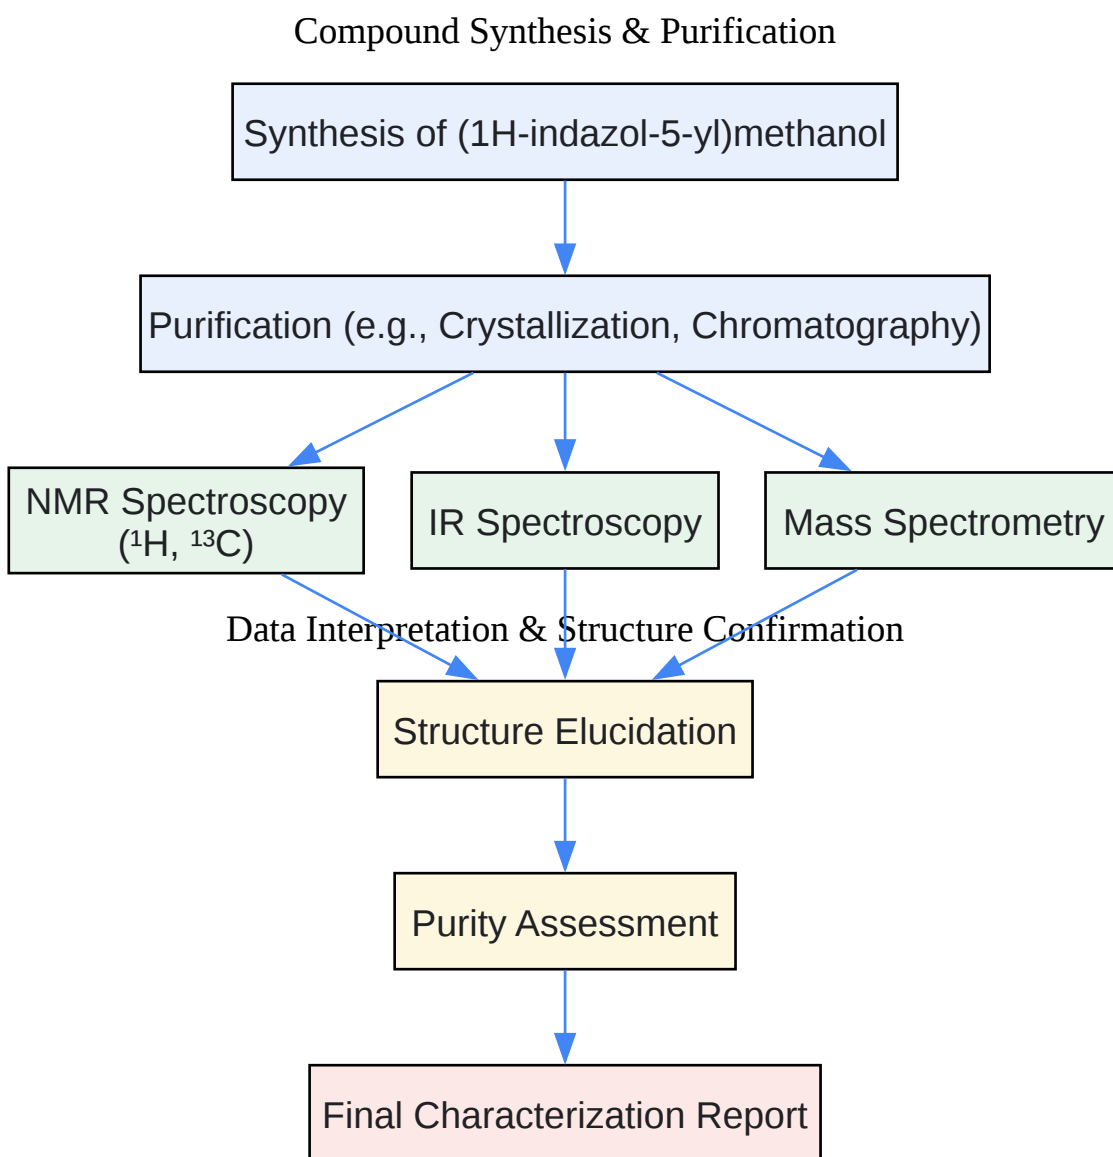 Compound Synthesis & Purification
Synthesis of (1H-indazol-5-yl)methanol
Purification (e.g., Crystallization, Chromatography)
NMR Spectroscopy
(¹H, ¹³C)
IR Spectroscopy
Mass Spectrometry
Data Interpretation & Structure Confirmation
Structure Elucidation
Purity Assessment
Final Characterization Report